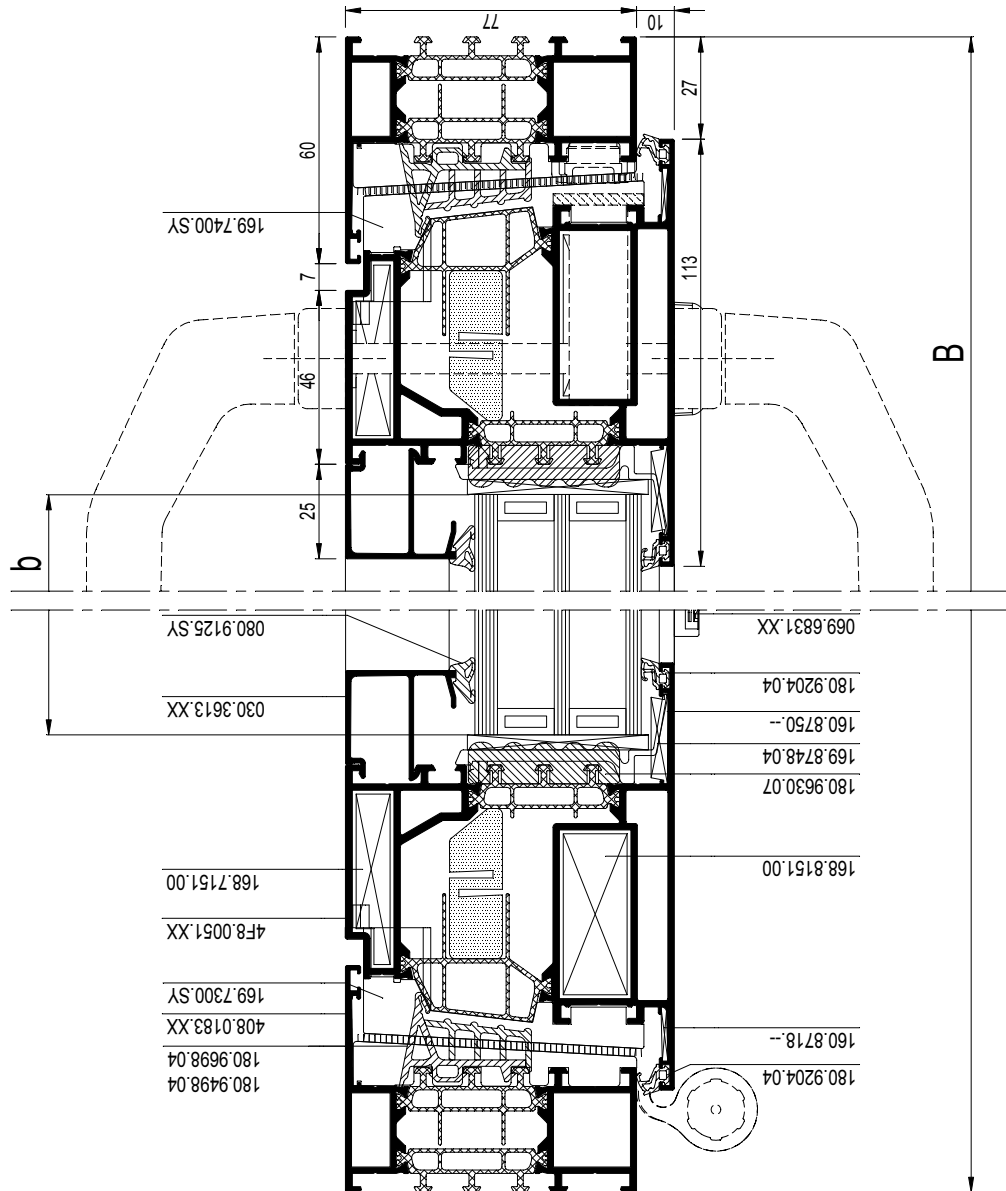 77
10
60
27
169.7400.SY
7
113
46
B
25
b
080.9125.SY
069.6831.XX
030.3613.XX
180.9204.04
160.8750.--
169.8748.04
180.9630.07
168.7151.00
168.8151.00
4F8.0051.XX
169.7300.SY
408.0183.XX
160.8718.--
180.9698.04
180.9498.04
180.9204.04